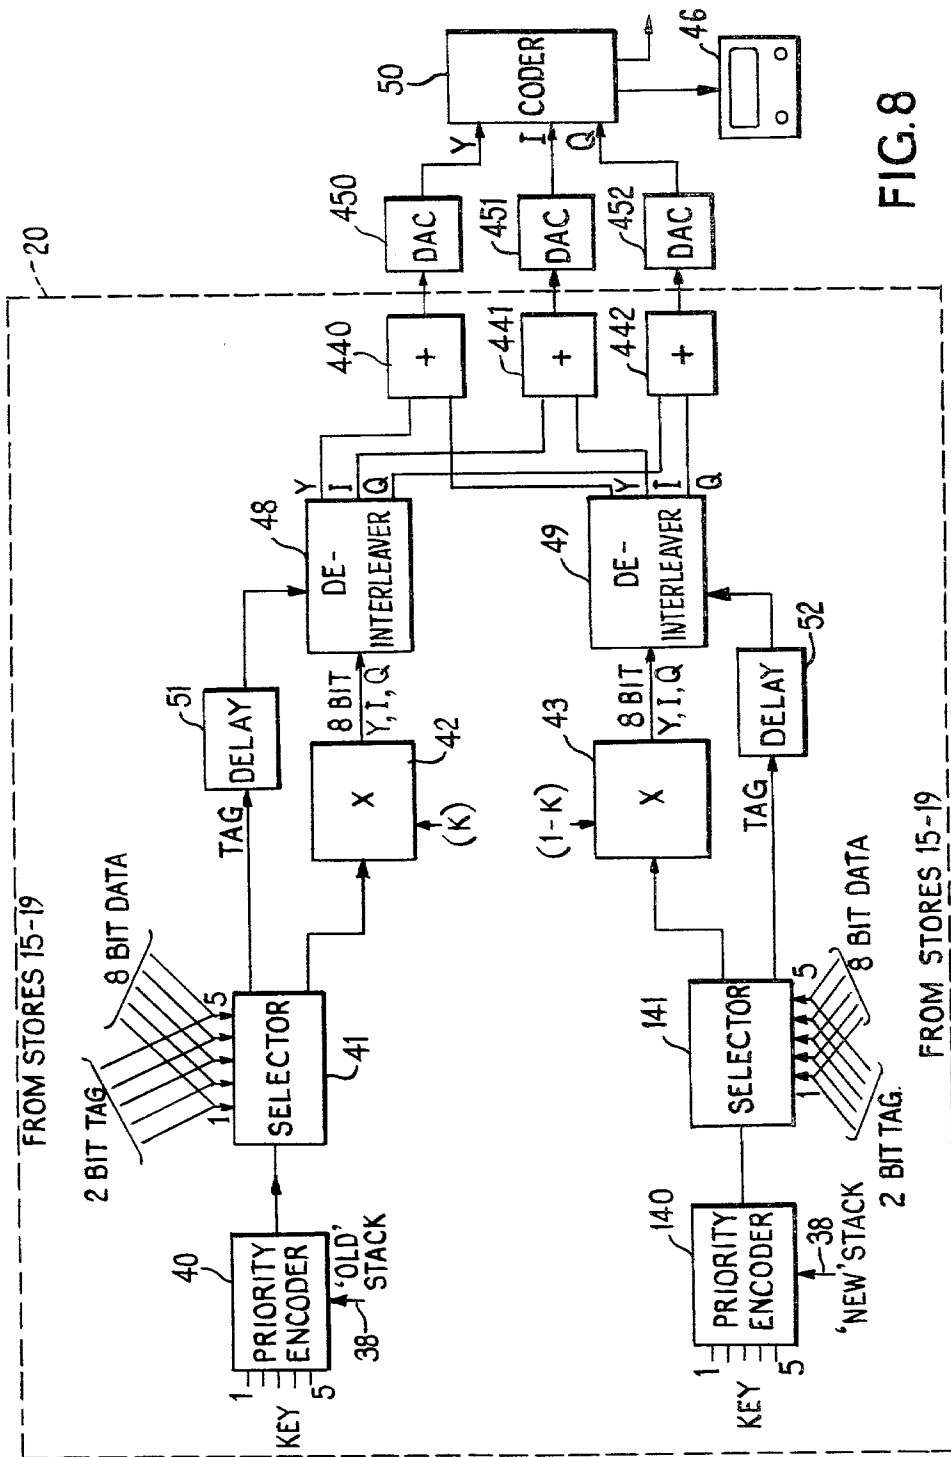 FROM STORES 15-19
2 BIT TAG
8 BIT DATA
KEY
1
5
40
PRIORITY
ENCODER
38
'OLD'
STACK
1
5
SELECTOR
41
TAG
51
DELAY
X
42
(K)
8 BIT
Y, I, Q
48
DE-
INTERLEAVER
Y
I
Q
20
440
+
441
+
442
+
450
DAC
451
DAC
452
DAC
Y
I
Q
50
CODER
46
KEY
1
5
140
PRIORITY
ENCODER
38
'NEW' STACK
141
SELECTOR
1
5
2 BIT TAG.
8 BIT DATA
TAG
(1-K)
43
X
8 BIT
Y, I, Q
DELAY
52
49
DE-
INTERLEAVER
Y
I
Q
FROM STORES 15-19
FIG.8